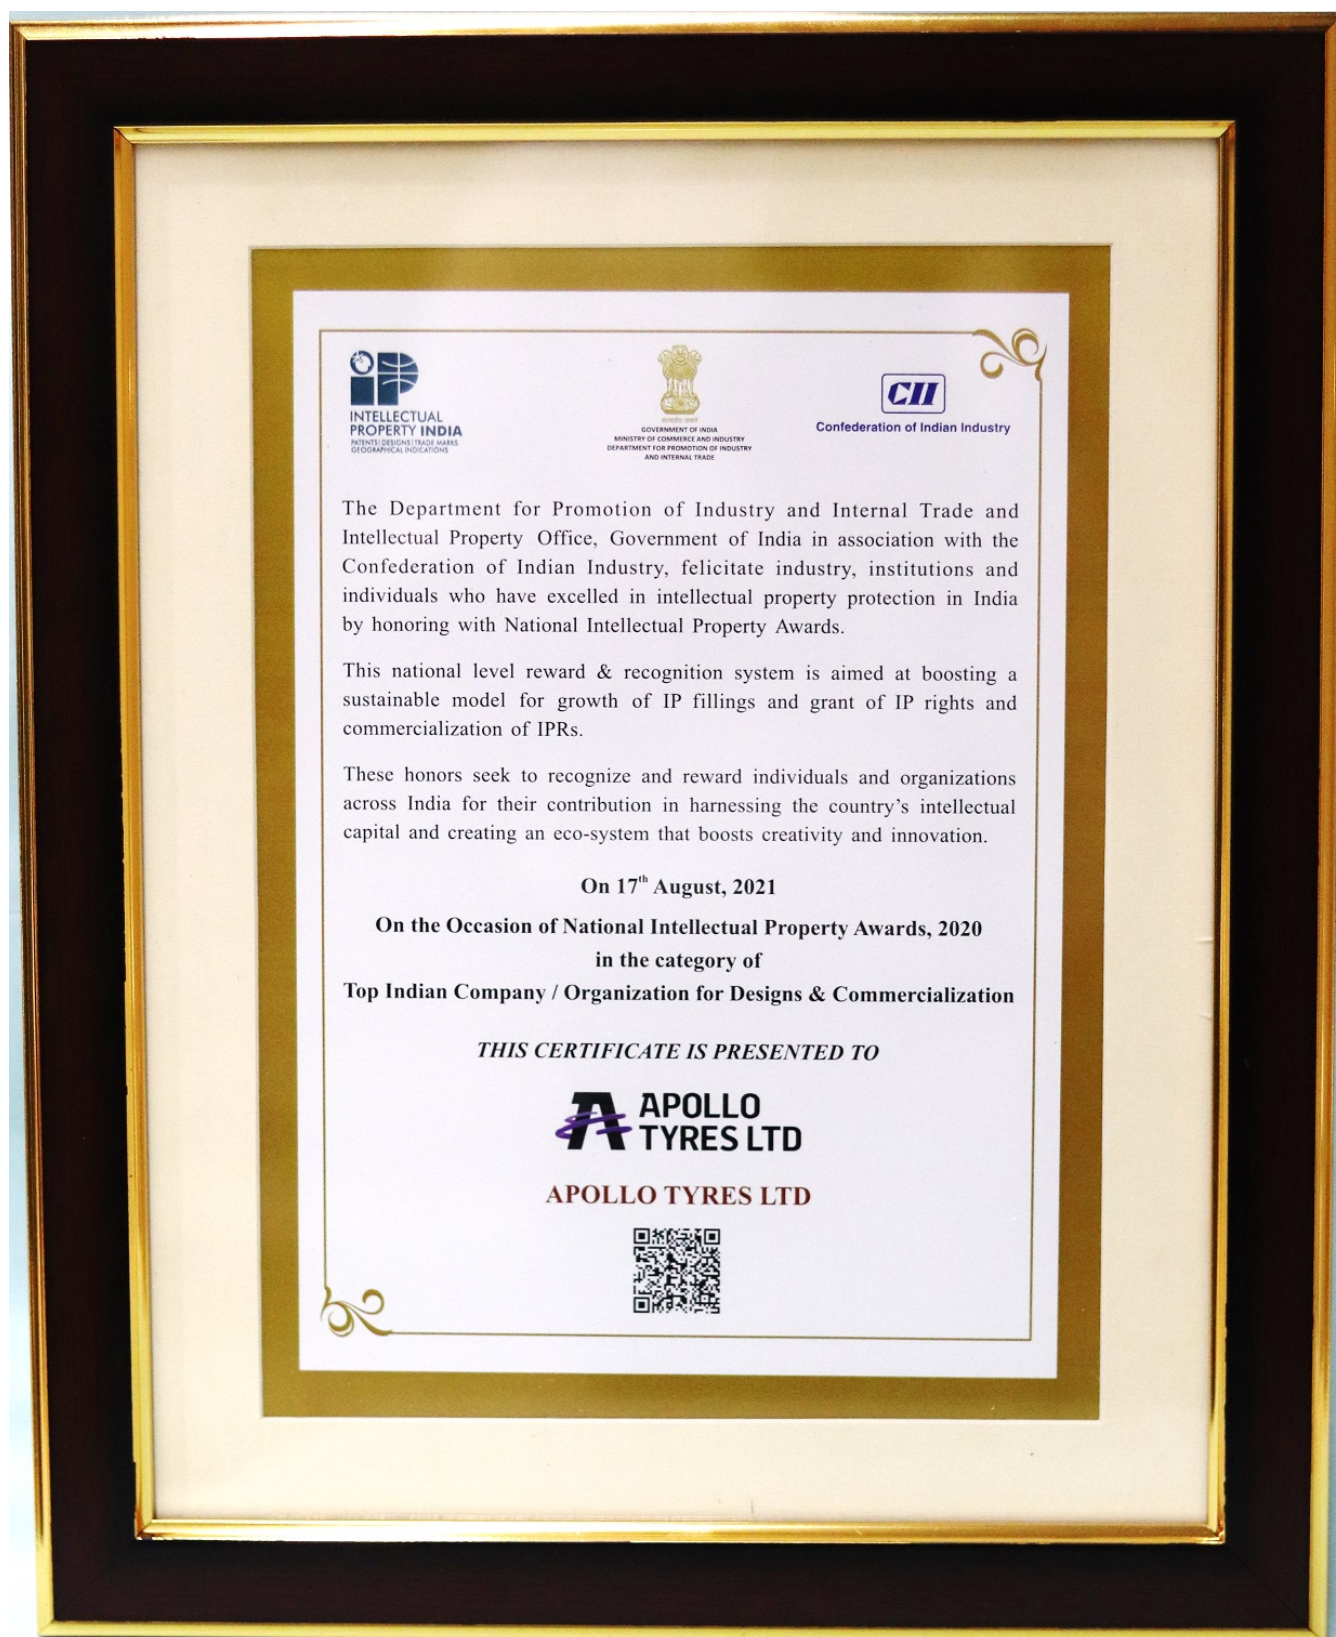 INTELLECTUAL
PROPERTY INDIA
PATENTS | DESIGNS | TRADE MARKS
GEOGRAPHICAL INDICATIONS
सत्यमेव जयते
GOVERNMENT OF INDIA
MINISTRY OF COMMERCE AND INDUSTRY
DEPARTMENT FOR PROMOTION OF INDUSTRY
AND INTERNAL TRADE
CII
Confederation of Indian Industry
The Department for Promotion of Industry and Internal Trade and
Intellectual Property Office, Government of India in association with the
Confederation of Indian Industry, felicitate industry, institutions and
individuals who have excelled in intellectual property protection in India
by honoring with National Intellectual Property Awards.
This national level reward & recognition system is aimed at boosting a
sustainable model for growth of IP fillings and grant of IP rights and
commercialization of IPRs.
These honors seek to recognize and reward individuals and organizations
across India for their contribution in harnessing the country's intellectual
capital and creating an eco-system that boosts creativity and innovation.
On 17th August, 2021
On the Occasion of National Intellectual Property Awards, 2020
in the category of
Top Indian Company / Organization for Designs & Commercialization
THIS CERTIFICATE IS PRESENTED TO
APOLLO
TYRES LTD
APOLLO TYRES LTD